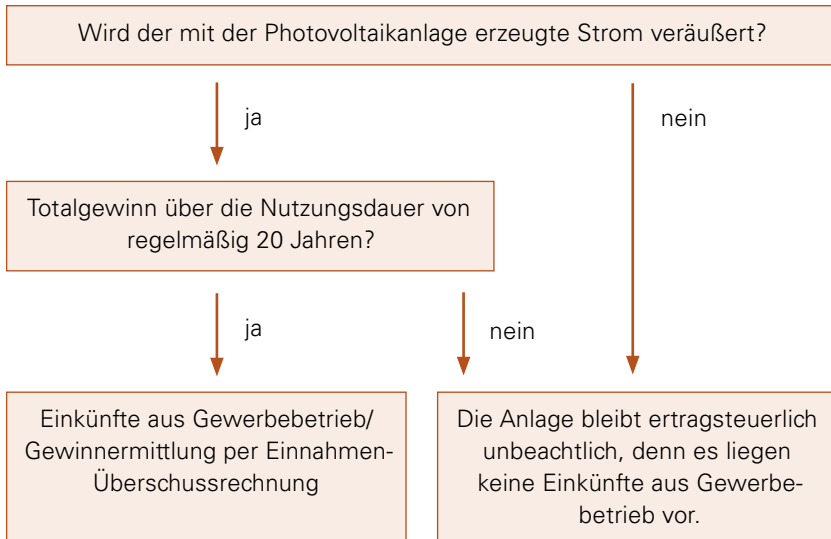 Wird der mit der Photovoltaikanlage erzeugte Strom veräußert?
ja
nein
Totalgewinn über die Nutzungsdauer von
regelmäßig 20 Jahren?
ja
nein
Einkünfte aus Gewerbebetrieb/
Gewinnermittlung per Einnahmen-
Überschussrechnung
Die Anlage bleibt ertragsteuerlich
unbeachtlich, denn es liegen
keine Einkünfte aus Gewerbe-
betrieb vor.